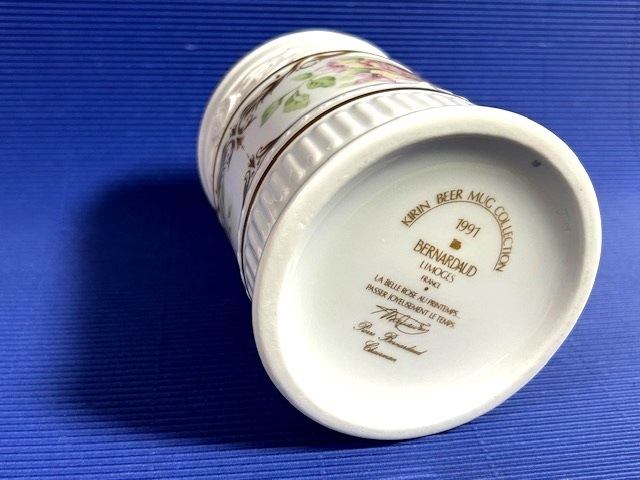 KIRIN BEER MUG COLLECTION
1991
BERNARDAUD
LIMOGES
FRANCE
LA BELLE ROSE AU PRINTEMPS...
PASSER JOYEUSEMENT LE TEMPS
Pierre Bernardaud
Chairman